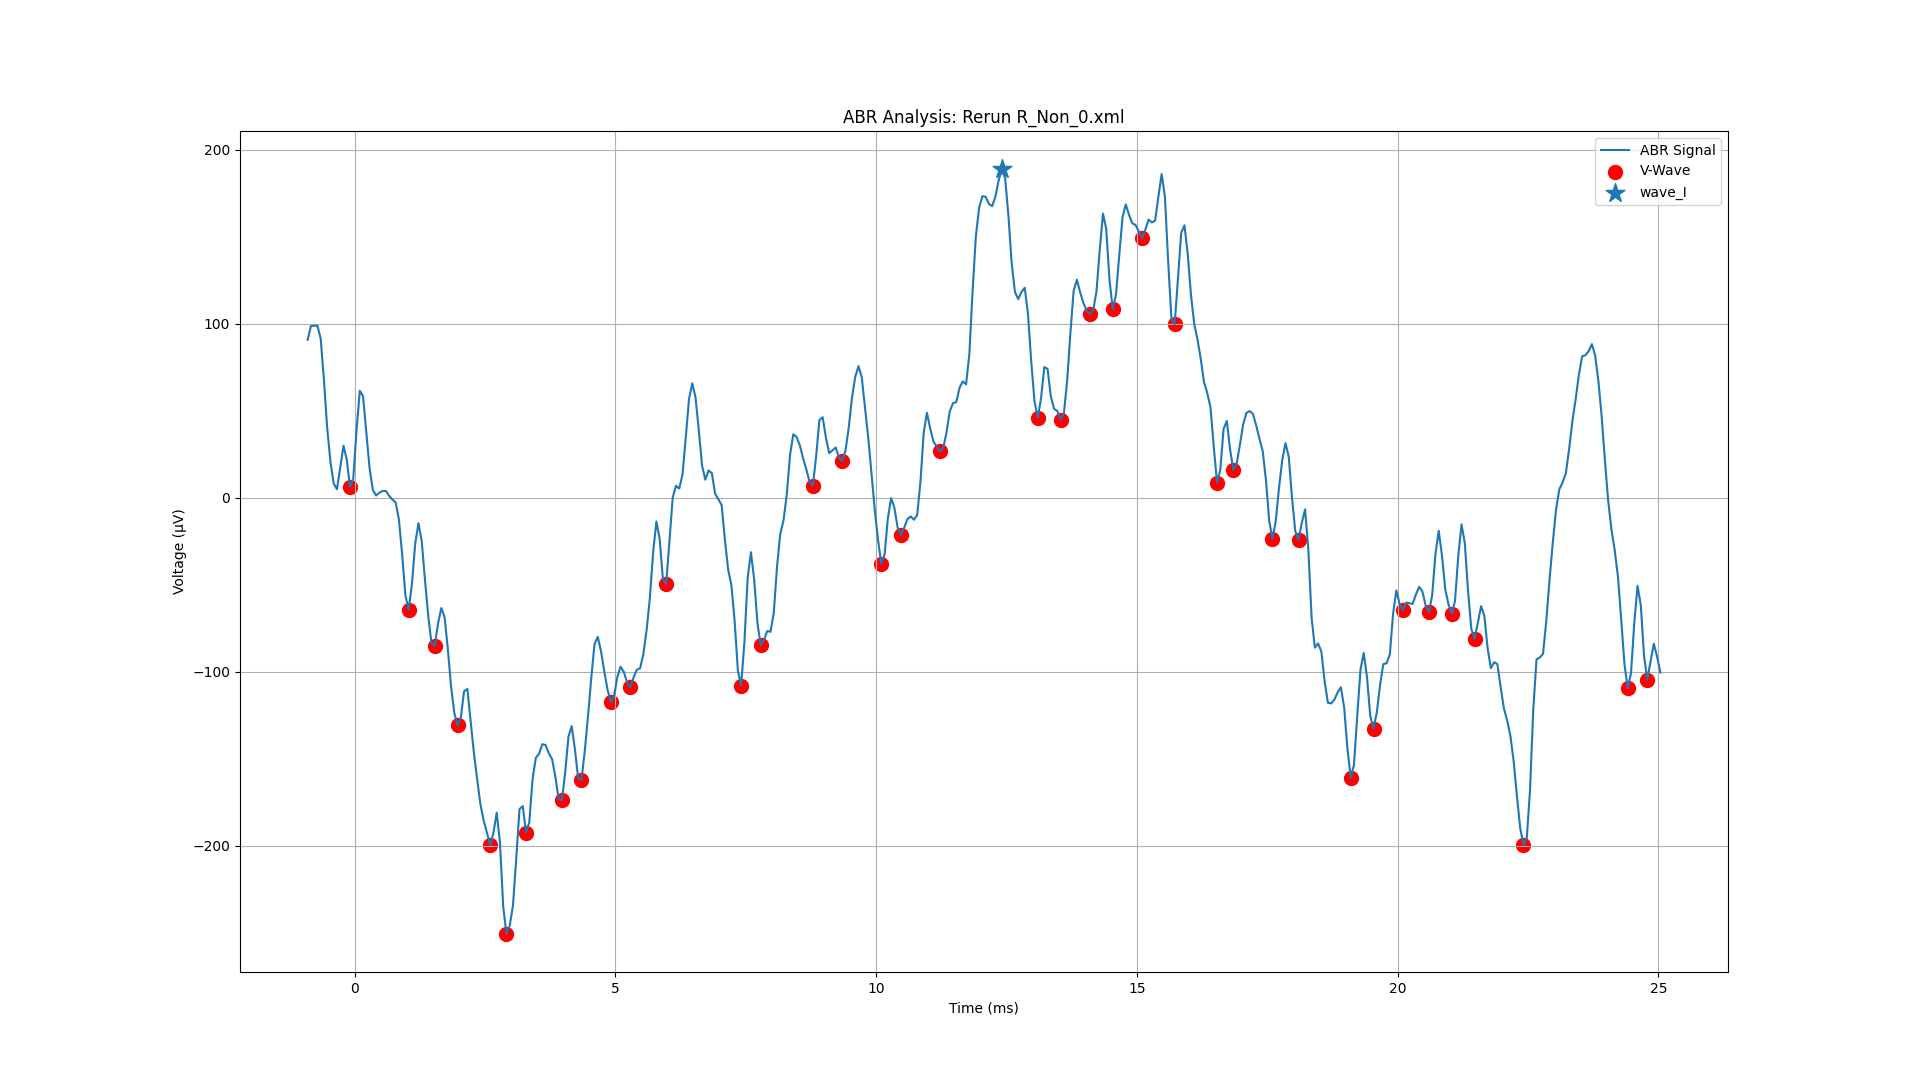 ABR Analysis: Rerun R_Non_0.xml
ABR Signal
V-Wave
wave_I
200
100
0
−100
−200
Voltage (µV)
0 5 10 15 20 25
Time (ms)